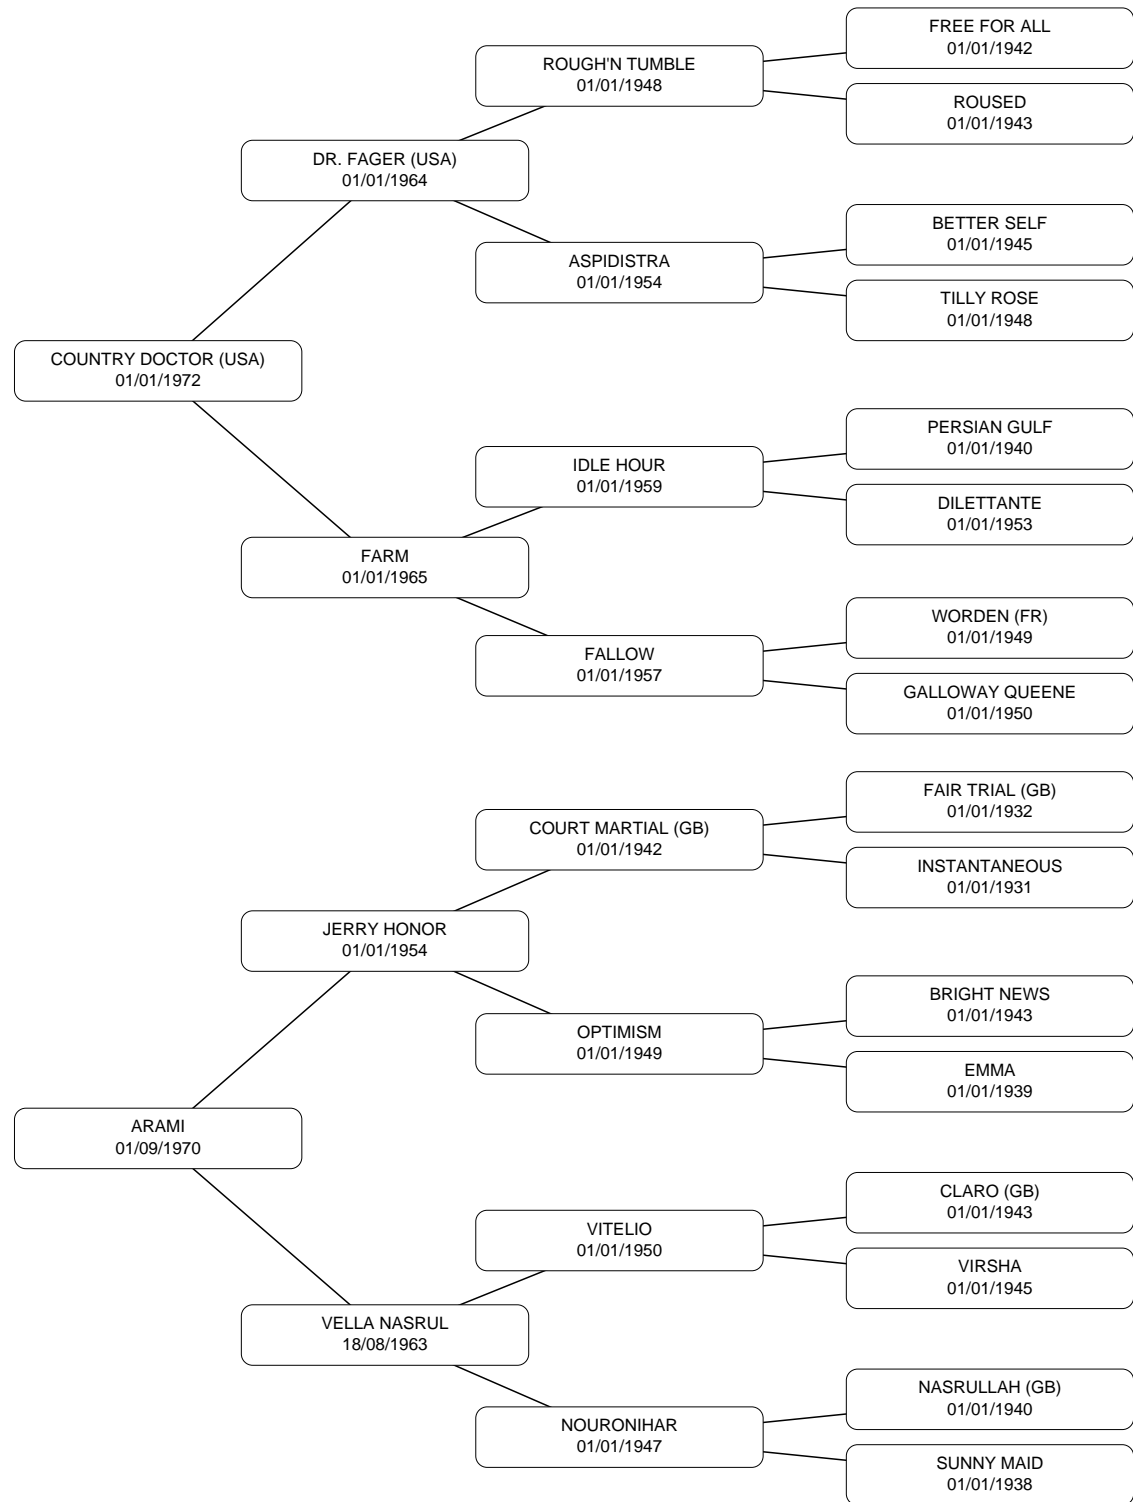 FREE FOR ALL
01/01/1942
ROUGH'N TUMBLE
01/01/1948
ROUSED
01/01/1943
DR. FAGER (USA)
01/01/1964
BETTER SELF
01/01/1945
ASPIDISTRA
01/01/1954
TILLY ROSE
01/01/1948
COUNTRY DOCTOR (USA)
01/01/1972
PERSIAN GULF
01/01/1940
IDLE HOUR
01/01/1959
DILETTANTE
01/01/1953
FARM
01/01/1965
WORDEN (FR)
01/01/1949
FALLOW
01/01/1957
GALLOWAY QUEENE
01/01/1950
FAIR TRIAL (GB)
01/01/1932
COURT MARTIAL (GB)
01/01/1942
INSTANTANEOUS
01/01/1931
JERRY HONOR
01/01/1954
BRIGHT NEWS
01/01/1943
OPTIMISM
01/01/1949
EMMA
01/01/1939
ARAMI
01/09/1970
CLARO (GB)
01/01/1943
VITELIO
01/01/1950
VIRSHA
01/01/1945
VELLA NASRUL
18/08/1963
NASRULLAH (GB)
01/01/1940
NOURONIHAR
01/01/1947
SUNNY MAID
01/01/1938